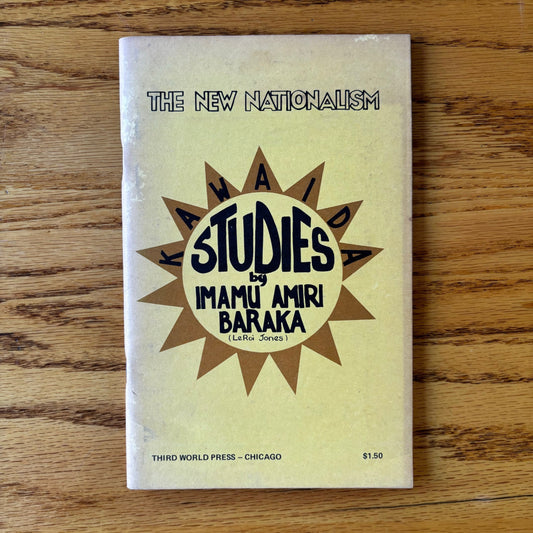 THE NEW NATIONALISM
KAWAIDA
STUDIES
by
IMAMU AMIRI
BARAKA
(LeRoi Jones)
THIRD WORLD PRESS – CHICAGO
$1.50